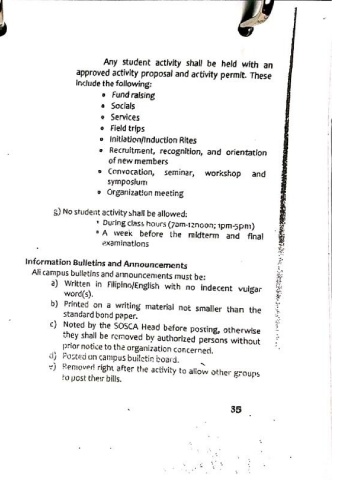 Any student activity shall be held with an
approved activity proposal and activity permit. These
include the following:
• Fund raising
• Socials
• Services
• Field trips
• Initiation/Induction Rites
• Recruitment, recognition, and orientation
of new members
• Convocation, seminar, workshop and
symposium
• Organization meeting
g) No student activity shall be allowed:
* During class hours (7am-12noon; 1pm-5pm)
* A week before the midterm and final
examinations
Information Bulletins and Announcements
All campus bulletins and announcements must be:
a) Written in Filipino/English with no indecent vulgar
word(s).
b) Printed on a writing material not smaller than the
standard bond paper.
c) Noted by the SOSCA Head before posting, otherwise
they shall be removed by authorized persons without
prior notice to the organization concerned.
d) Posted on campus bulletin board.
e) Removed right after the activity to allow other groups
to post their bills.
35